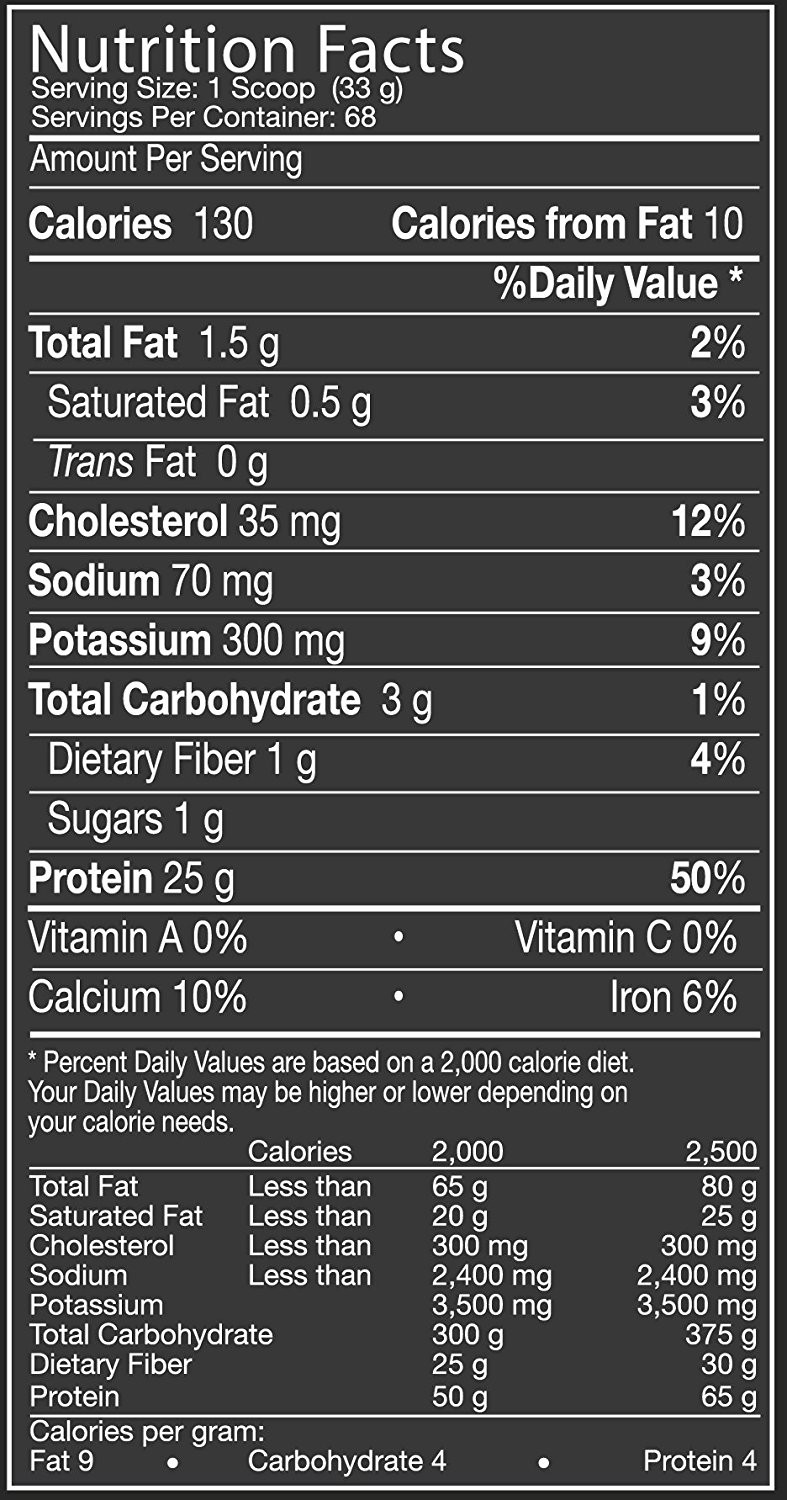 Nutrition Facts
Serving Size: 1 Scoop (33 g)
Servings Per Container: 68
Amount Per Serving
Calories 130 Calories from Fat 10
%Daily Value *
Total Fat 1.5 g 2%
Saturated Fat 0.5 g 3%
Trans Fat 0 g
Cholesterol 35 mg 12%
Sodium 70 mg 3%
Potassium 300 mg 9%
Total Carbohydrate 3 g 1%
Dietary Fiber 1 g 4%
Sugars 1 g
Protein 25 g 50%
Vitamin A 0% • Vitamin C 0%
Calcium 10% • Iron 6%
* Percent Daily Values are based on a 2,000 calorie diet.
Your Daily Values may be higher or lower depending on
your calorie needs.
Calories 2,000 2,500
Total Fat Less than 65 g 80 g
Saturated Fat Less than 20 g 25 g
Cholesterol Less than 300 mg 300 mg
Sodium Less than 2,400 mg 2,400 mg
Potassium 3,500 mg 3,500 mg
Total Carbohydrate 300 g 375 g
Dietary Fiber 25 g 30 g
Protein 50 g 65 g
Calories per gram:
Fat 9 • Carbohydrate 4 • Protein 4